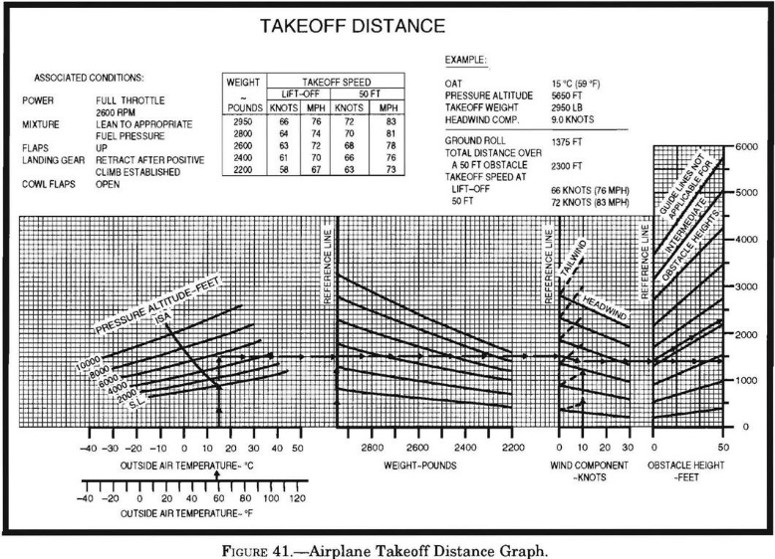 TAKEOFF DISTANCE
ASSOCIATED CONDITIONS:
POWER FULL THROTTLE
2600 RPM
MIXTURE LEAN TO APPROPRIATE
FUEL PRESSURE
FLAPS UP
LANDING GEAR RETRACT AFTER POSITIVE
CLIMB ESTABLISHED
COWL FLAPS OPEN
WEIGHT ~ POUNDS TAKEOFF SPEED
LIFT-OFF 50 FT
KNOTS MPH KNOTS MPH
2950 66 76 72 83
2800 64 74 70 81
2600 63 72 68 78
2400 61 70 66 76
2200 58 67 63 73
EXAMPLE:
OAT 15 °C (59 °F)
PRESSURE ALTITUDE 5650 FT
TAKEOFF WEIGHT 2950 LB
HEADWIND COMP. 9.0 KNOTS
GROUND ROLL 1375 FT
TOTAL DISTANCE OVER
A 50 FT OBSTACLE 2300 FT
TAKEOFF SPEED AT
LIFT-OFF 66 KNOTS (76 MPH)
50 FT 72 KNOTS (83 MPH)
PRESSURE ALTITUDE~FEET
ISA
10000
8000
6000
4000
2000
S.L.
REFERENCE LINE
REFERENCE LINE
TAILWIND
HEADWIND
REFERENCE LINE
GUIDE LINES NOT
APPLICABLE FOR
INTERMEDIATE
OBSTACLE HEIGHTS
6000
5000
4000
3000
2000
1000
0
-40 -20 -10 0 10 20 30 40 50
OUTSIDE AIR TEMPERATURE~ °C
-40 -20 0 20 40 60 80 100 120
OUTSIDE AIR TEMPERATURE~ °F
2800 2600 2400 2200
WEIGHT-POUNDS
0 10 20 30
WIND COMPONENT
~KNOTS
0 50
OBSTACLE HEIGHT
-FEET
FIGURE 41.—Airplane Takeoff Distance Graph.